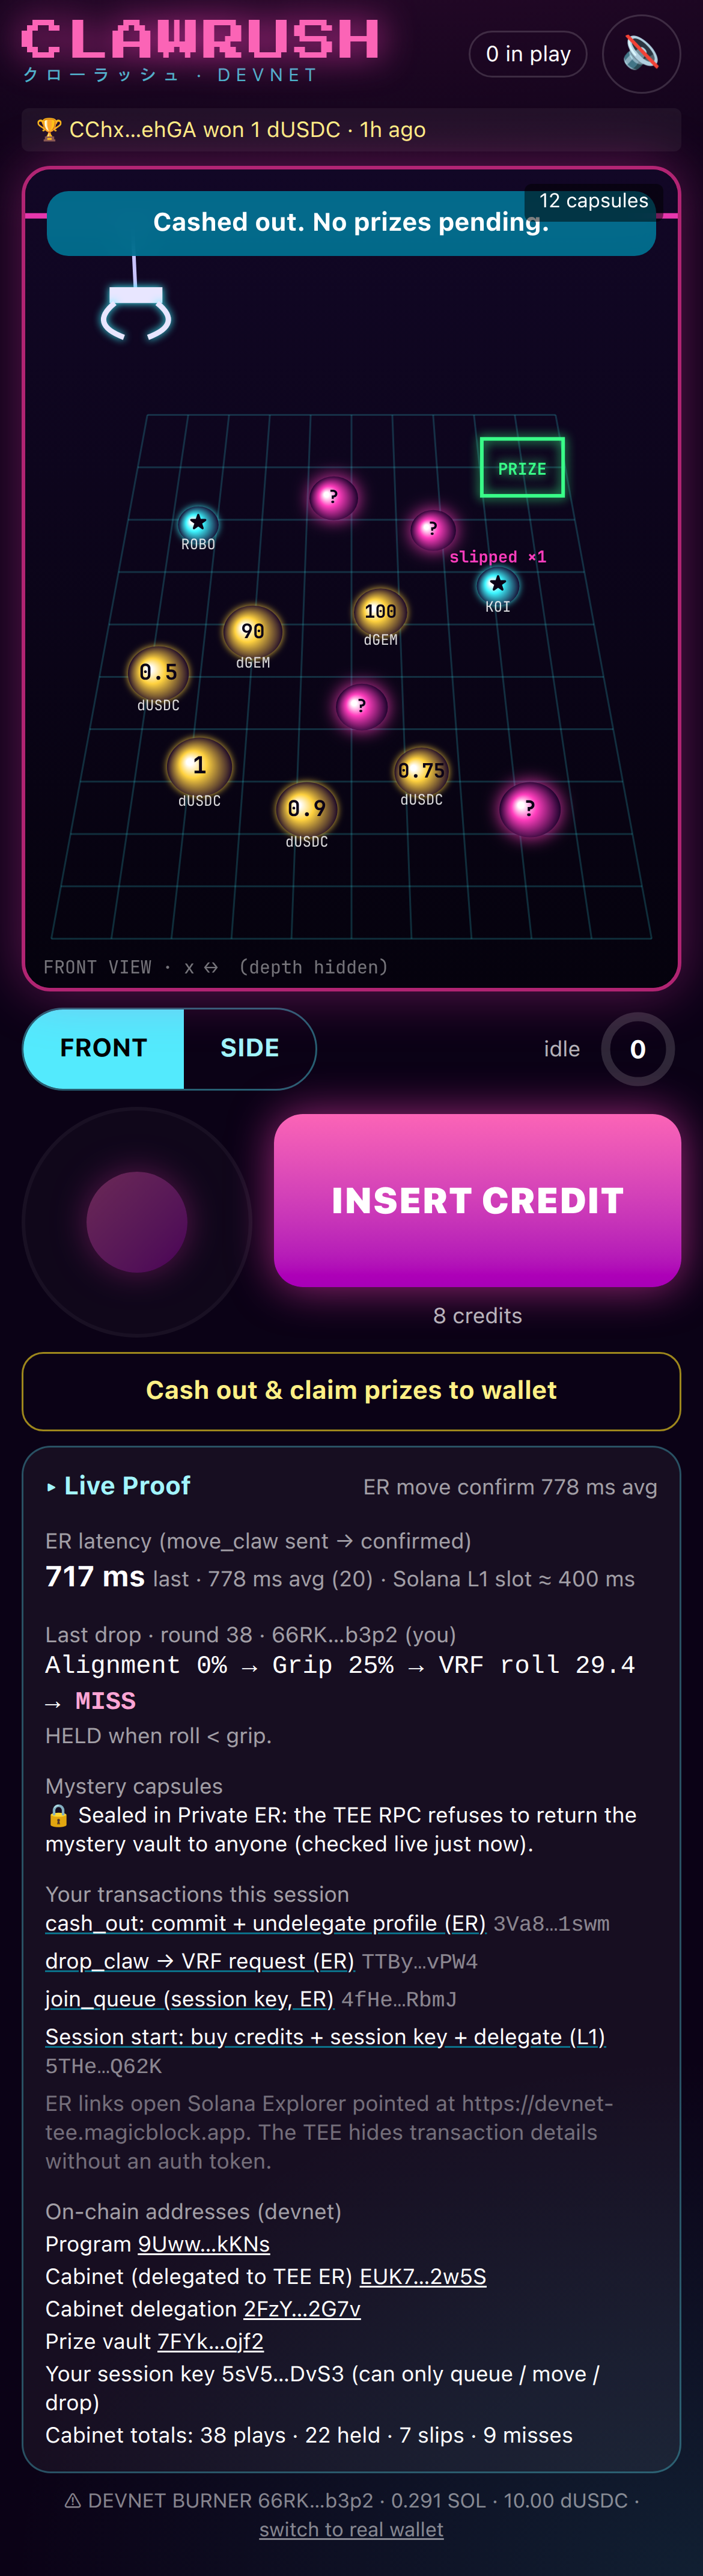 CLAWRUSH
クローラッシュ · DEVNET
0 in play
🏆 CChx…ehGA won 1 dUSDC · 1h ago
12 capsules
Cashed out. No prizes pending.
PRIZE
?
?
★
ROBO
slipped ×1
★
KOI
100
dGEM
90
dGEM
0.5
dUSDC
?
1
dUSDC
0.75
dUSDC
0.9
dUSDC
?
FRONT VIEW · x ↔ (depth hidden)
FRONT
SIDE
idle
0
INSERT CREDIT
8 credits
Cash out & claim prizes to wallet
▸ Live Proof
ER move confirm 778 ms avg
ER latency (move_claw sent → confirmed)
717 ms last · 778 ms avg (20) · Solana L1 slot ≈ 400 ms
Last drop · round 38 · 66RK…b3p2 (you)
Alignment 0% → Grip 25% → VRF roll 29.4
→ MISS
HELD when roll < grip.
Mystery capsules
🔒 Sealed in Private ER: the TEE RPC refuses to return the
mystery vault to anyone (checked live just now).
Your transactions this session
cash_out: commit + undelegate profile (ER) 3Va8…1swm
drop_claw → VRF request (ER) TTBy…vPW4
join_queue (session key, ER) 4fHe…RbmJ
Session start: buy credits + session key + delegate (L1)
5THe…Q62K
ER links open Solana Explorer pointed at https://devnet-
tee.magicblock.app. The TEE hides transaction details
without an auth token.
On-chain addresses (devnet)
Program 9Uww…kKNs
Cabinet (delegated to TEE ER) EUK7…2w5S
Cabinet delegation 2FzY…2G7v
Prize vault 7FYk…ojf2
Your session key 5sV5…DvS3 (can only queue / move /
drop)
Cabinet totals: 38 plays · 22 held · 7 slips · 9 misses
⚠ DEVNET BURNER 66RK…b3p2 · 0.291 SOL · 10.00 dUSDC ·
switch to real wallet